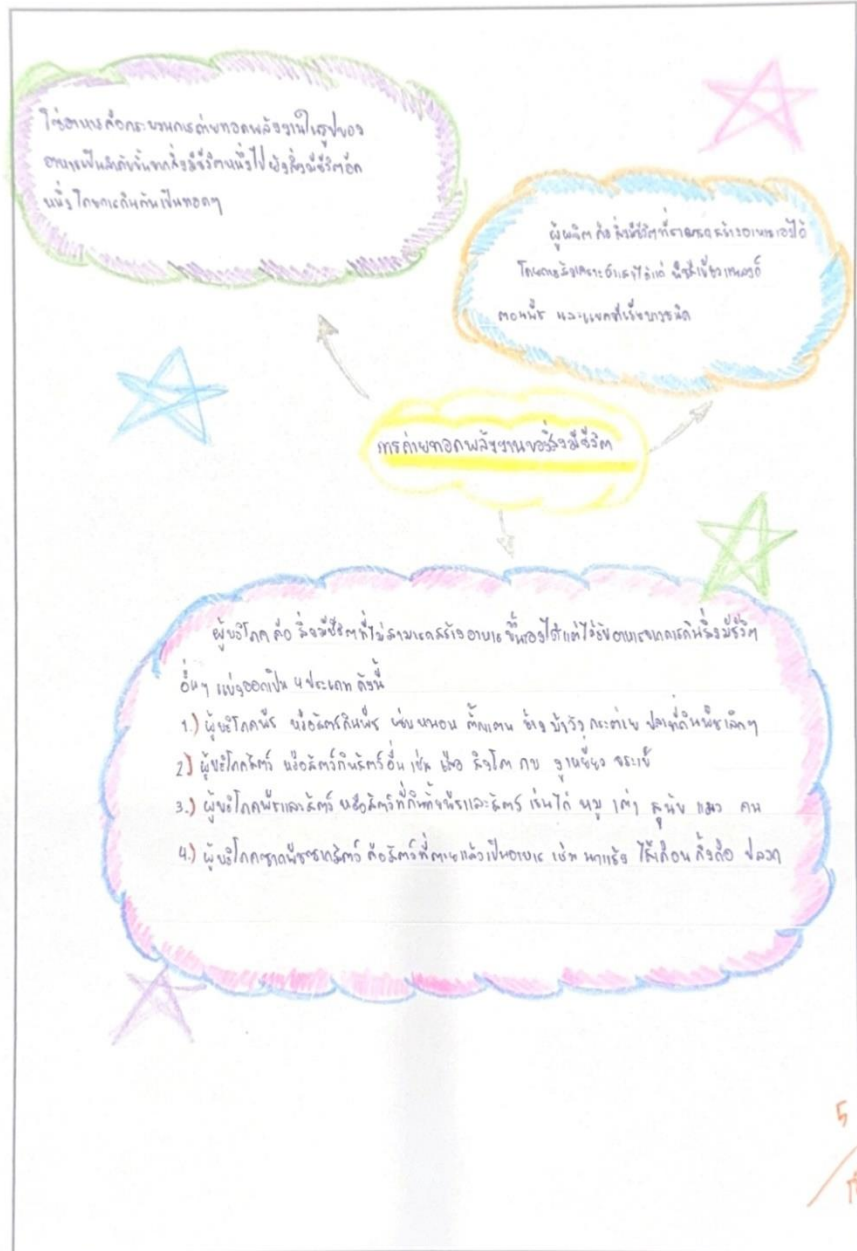 โซ่อาหารคือกระบวนการถ่ายทอดพลังงานในรูปของ
อาหารเป็นลำดับขั้นจากสิ่งมีชีวิตหนึ่งไปยังสิ่งมีชีวิตอีก
หนึ่ง โดยการกินกันเป็นทอดๆ
ผู้ผลิต คือ สิ่งมีชีวิตที่สามารถสร้างอาหารเองได้
โดยการสังเคราะห์แสงได้แก่ พืชสีเขียว แพลงก์
ตอนพืช และแบคทีเรียบางชนิด
การถ่ายทอดพลังงานของสิ่งมีชีวิต
ผู้บริโภค คือ สิ่งมีชีวิตที่ไม่สามารถสร้างอาหารขึ้นเองได้แต่ได้รับอาหารจากการกินสิ่งมีชีวิต
อื่นๆ แบ่งออกเป็น 4 ประเภท ดังนี้
1.) ผู้บริโภคพืช หรือสัตว์กินพืช เช่น หนอน ตั๊กแตน ช้าง ม้า วัว กระต่าย ปลาที่กินพืชเล็กๆ
2) ผู้บริโภคสัตว์ หรือสัตว์กินสัตว์อื่น เช่น เสือ สิงโต กบ งู เหยี่ยว จระเข้
3.) ผู้บริโภคพืชและสัตว์ หรือสัตว์ที่กินทั้งพืชและสัตว์ เช่น ไก่ หมู เต่า สุนัข แมว คน
4.) ผู้บริโภคซากพืชซากสัตว์ คือสัตว์ที่ตายแล้วเป็นอาหาร เช่น แร้ง ไส้เดือน กิ้งกือ ปลวก
5